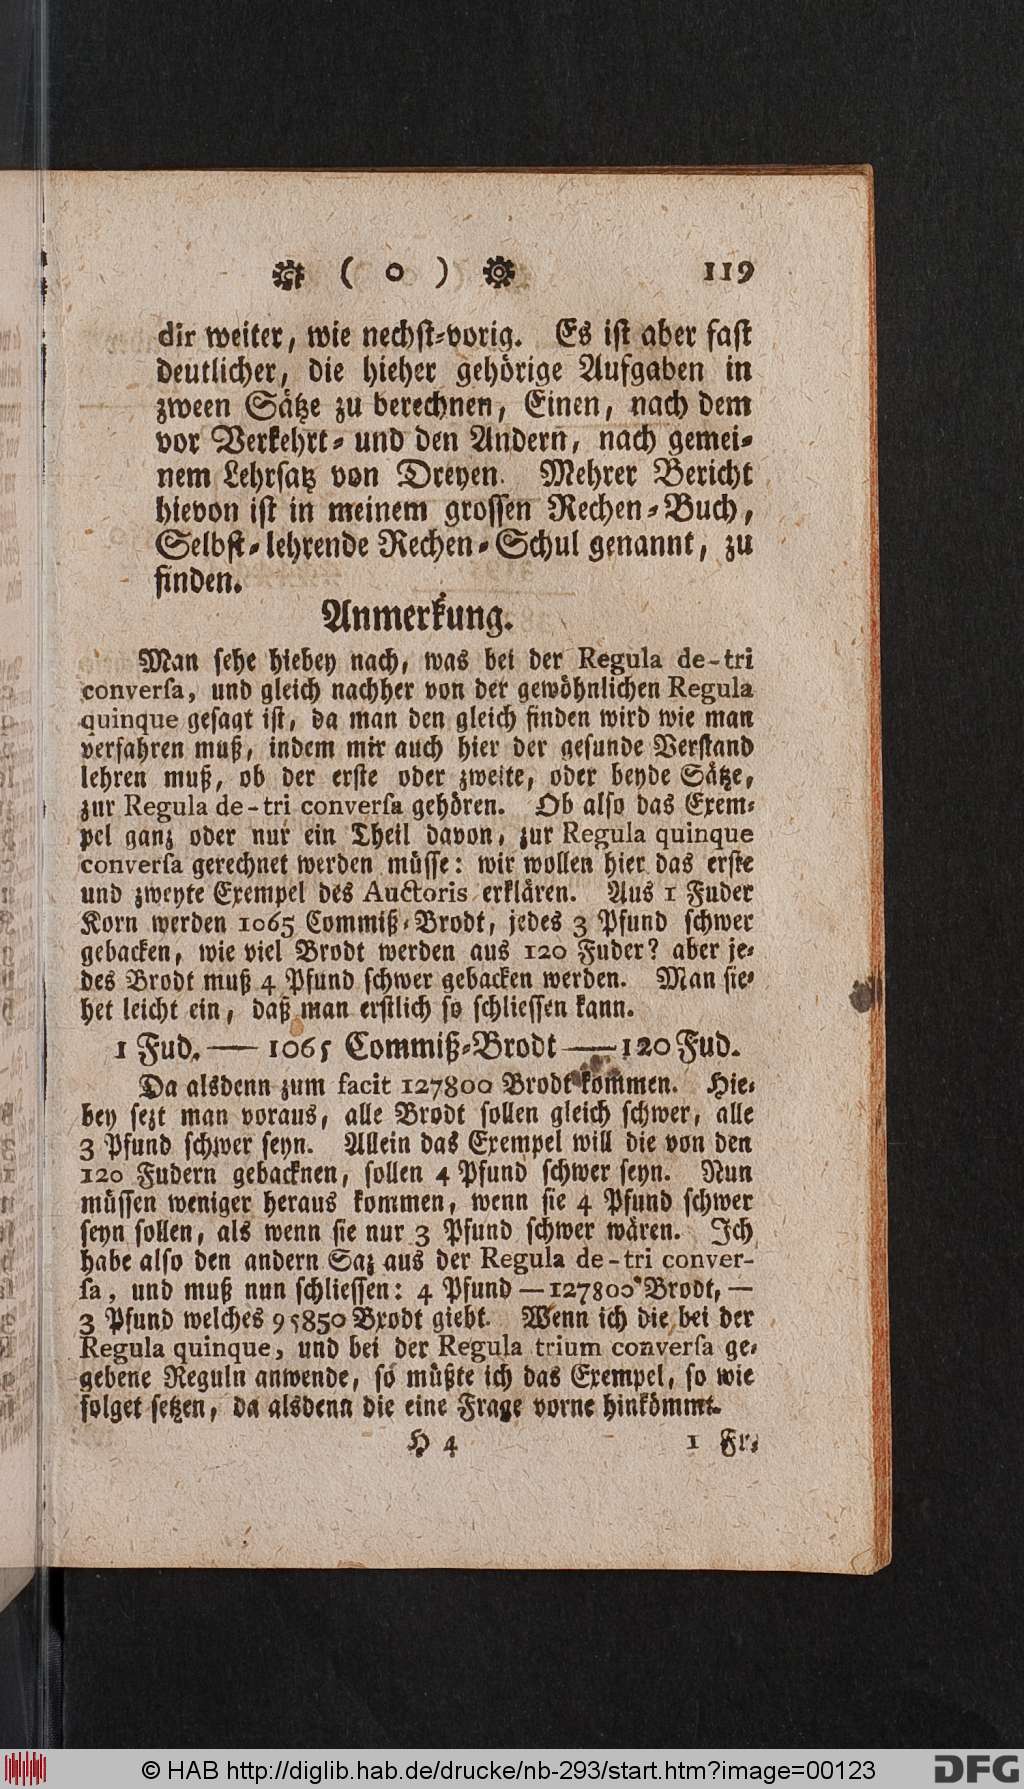 ( o ) 119
dir weiter, wie nechst-vorig. Es ist aber fast
deutlicher, die hieher gehörige Aufgaben in
zween Sätze zu berechnen, Einen, nach dem
vor Verkehrt- und den Andern, nach gemei-
nem Lehrsatz von Dreyen. Mehrer Bericht
hievon ist in meinem grossen Rechen-Buch,
Selbst-lehrende Rechen-Schul genannt, zu
finden.
Anmerkung.
Man sehe hiebey nach, was bei der Regula de-tri
conversa, und gleich nachher von der gewöhnlichen Regula
quinque gesagt ist, da man den gleich finden wird wie man
verfahren muß, indem mir auch hier der gesunde Verstand
lehren muß, ob der erste oder zweite, oder beyde Sätze,
zur Regula de-tri conversa gehören. Ob also das Exem-
pel ganz oder nur ein Theil davon, zur Regula quinque
conversa gerechnet werden müsse: wir wollen hier das erste
und zweyte Exempel des Auctoris erklären. Aus 1 Fuder
Korn werden 1065 Commiß-Brodt, jedes 3 Pfund schwer
gebacken, wie viel Brodt werden aus 120 Fuder? aber je-
des Brodt muß 4 Pfund schwer gebacken werden. Man sie-
het leicht ein, daß man erstlich so schliessen kann.
1 Fud. — 1065 Commiß-Brodt — 120 Fud.
Da alsdenn zum facit 127800 Brodt kommen. Hie-
bey sezt man voraus, alle Brodt sollen gleich schwer, alle
3 Pfund schwer seyn. Allein das Exempel will die von den
120 Fudern gebacknen, sollen 4 Pfund schwer seyn. Nun
müssen weniger heraus kommen, wenn sie 4 Pfund schwer
seyn sollen, als wenn sie nur 3 Pfund schwer wären. Ich
habe also den andern Saz aus der Regula de-tri conver-
sa, und muß nun schliessen: 4 Pfund — 127800 Brodt, —
3 Pfund welches 95850 Brodt giebt. Wenn ich die bei der
Regula quinque, und bei der Regula trium conversa ge-
gebene Reguln anwende, so müßte ich das Exempel, so wie
folget setzen, da alsdenn die eine Frage vorne hinkömmt.
H 4 1 Fr.
© HAB http://diglib.hab.de/drucke/nb-293/start.htm?image=00123
DFG